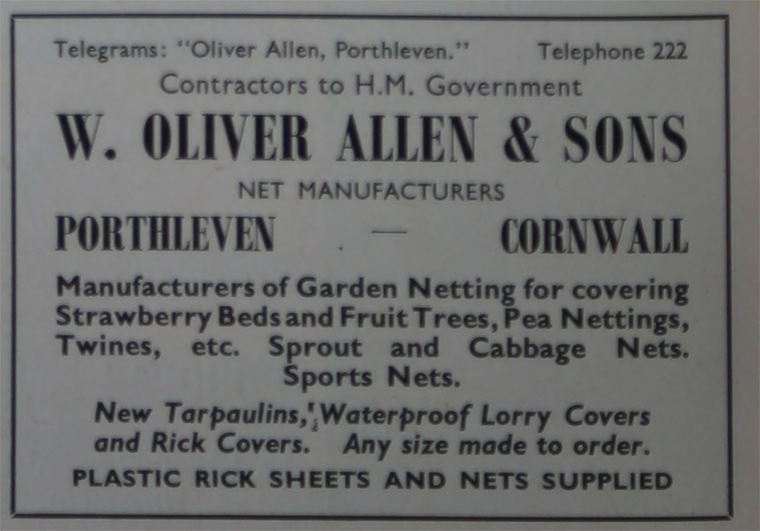 Telegrams: "Oliver Allen, Porthleven." Telephone 222
Contractors to H.M. Government
W. OLIVER ALLEN & SONS
NET MANUFACTURERS
PORTHLEVEN — CORNWALL
Manufacturers of Garden Netting for covering
Strawberry Beds and Fruit Trees, Pea Nettings,
Twines, etc. Sprout and Cabbage Nets.
Sports Nets.
New Tarpaulins, Waterproof Lorry Covers
and Rick Covers. Any size made to order.
PLASTIC RICK SHEETS AND NETS SUPPLIED